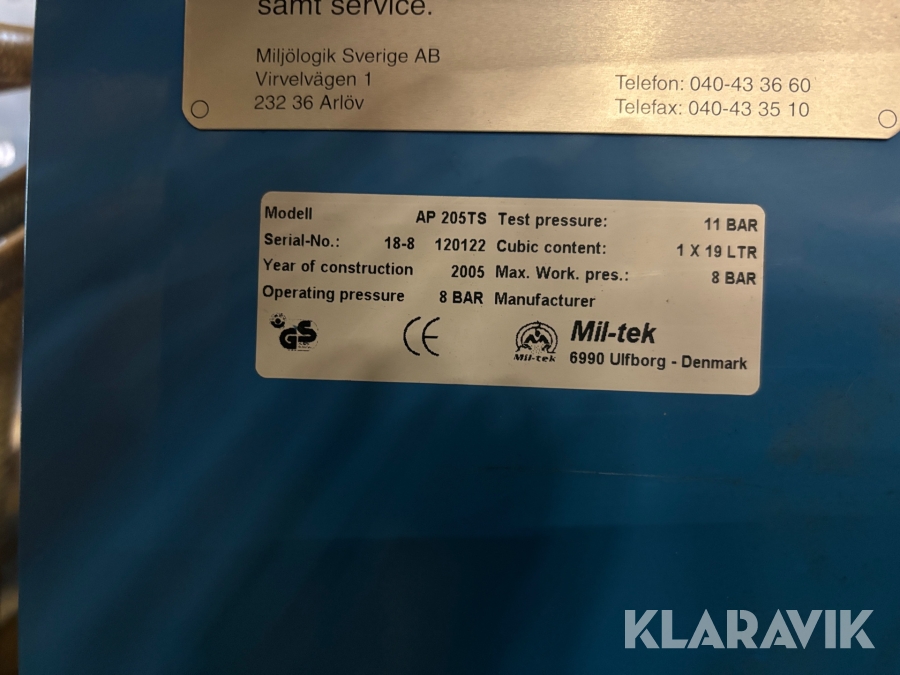 samt service.
Miljölogik Sverige AB
Virvelvägen 1
232 36 Arlöv
Telefon: 040-43 36 60
Telefax: 040-43 35 10
Modell AP 205TS Test pressure: 11 BAR
Serial-No.: 18-8 120122 Cubic content: 1 X 19 LTR
Year of construction 2005 Max. Work. pres.: 8 BAR
Operating pressure 8 BAR Manufacturer
GS CE Mil-tek Mil-tek
6990 Ulfborg - Denmark
KLARAVIK